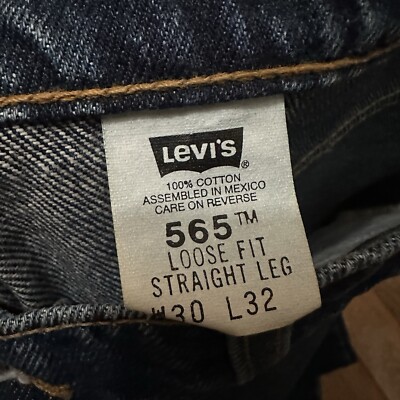 LEVI'S ®
100% COTTON
ASSEMBLED IN MEXICO
CARE ON REVERSE
565™
LOOSE FIT
STRAIGHT LEG
W30 L32